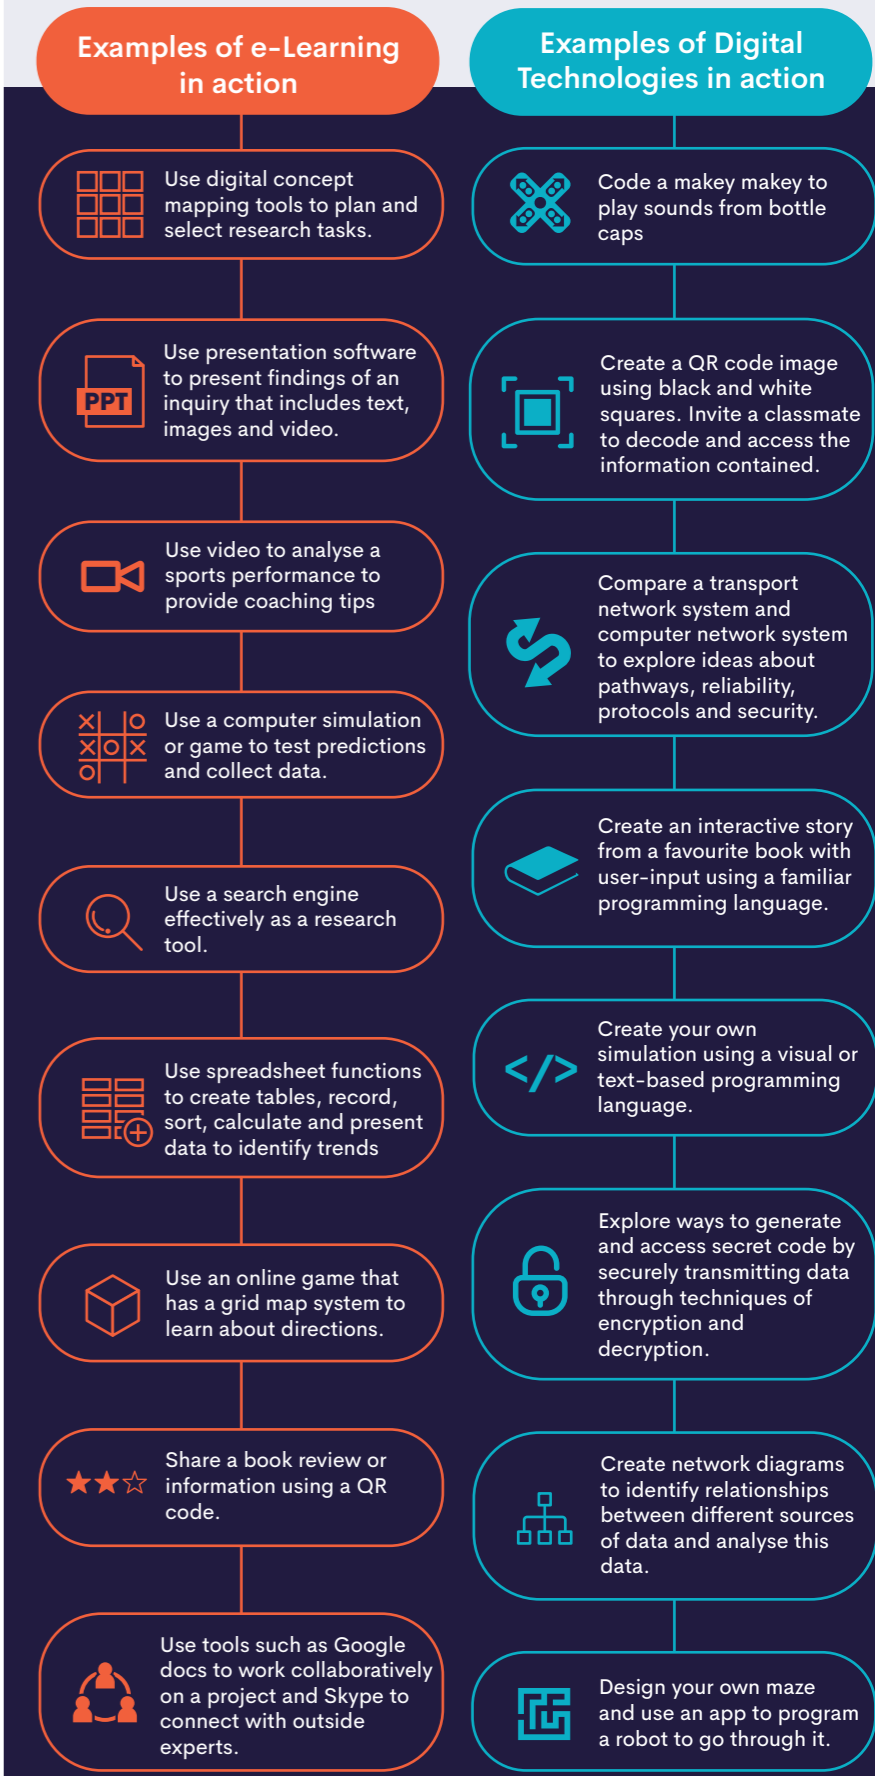 Examples of e-Learning
in action
Use digital concept
mapping tools to plan and
select research tasks.
PPT
Use presentation software
to present findings of an
inquiry that includes text,
images and video.
Use video to analyse a
sports performance to
provide coaching tips
Use a computer simulation
or game to test predictions
and collect data.
Use a search engine
effectively as a research
tool.
Use spreadsheet functions
to create tables, record,
sort, calculate and present
data to identify trends
Use an online game that
has a grid map system to
learn about directions.
Share a book review or
information using a QR
code.
Use tools such as Google
docs to work collaboratively
on a project and Skype to
connect with outside
experts.
Examples of Digital
Technologies in action
Code a makey makey to
play sounds from bottle
caps
Create a QR code image
using black and white
squares. Invite a classmate
to decode and access the
information contained.
Compare a transport
network system and
computer network system
to explore ideas about
pathways, reliability,
protocols and security.
Create an interactive story
from a favourite book with
user-input using a familiar
programming language.
</>
Create your own
simulation using a visual or
text-based programming
language.
Explore ways to generate
and access secret code by
securely transmitting data
through techniques of
encryption and
decryption.
Create network diagrams
to identify relationships
between different sources
of data and analyse this
data.
Design your own maze
and use an app to program
a robot to go through it.